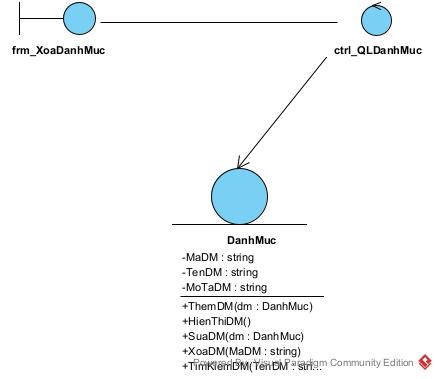 frm_XoaDanhMuc
ctrl_QLDanhMuc
DanhMuc
-MaDM : string
-TenDM : string
-MoTaDM : string
+ThemDM(dm : DanhMuc)
+HienThiDM()
+SuaDM(dm : DanhMuc)
+XoaDM(MaDM : string)
Powered By Visual Paradigm Community Edition
+TimKiemDM(TenDM : stri...